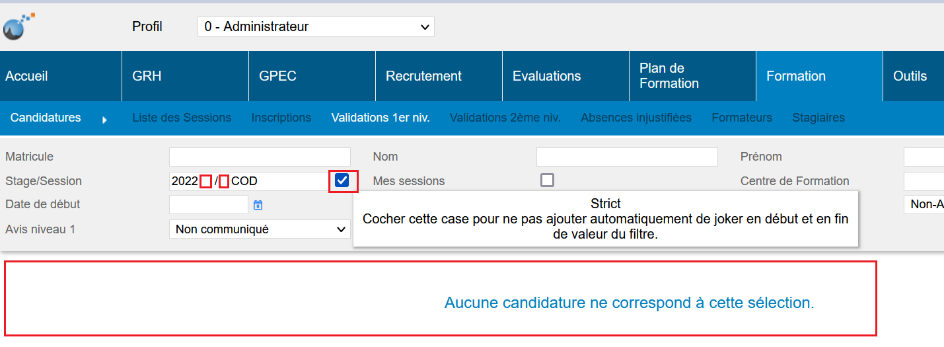 Profil 0 - Administrateur
Accueil GRH GPEC Recrutement Evaluations Plan de Formation Formation Outils
Candidatures Liste des Sessions Inscriptions Validations 1er niv. Validations 2ème niv. Absences injustifiées Formateurs Stagiaires
Matricule Nom Prénom
Stage/Session 2022 / COD Mes sessions Centre de Formation
Date de début Non-A
Avis niveau 1 Non communiqué
Strict
Cocher cette case pour ne pas ajouter automatiquement de joker en début et en fin
de valeur du filtre.
Aucune candidature ne correspond à cette sélection.